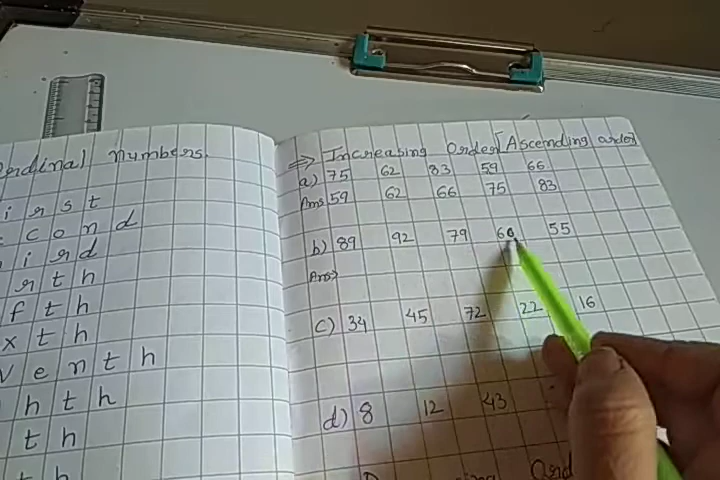 Ordinal numbers.
irst
cond
ird
rth
fth
xth
venth
hth
th
th
⇒ Increasing Order [Ascending order
a) 75 62 83 59 66
Ans 59 62 66 75 83
b) 89 92 79 66 55
Ans→
c) 34 45 72 22 16
d) 8 12 43